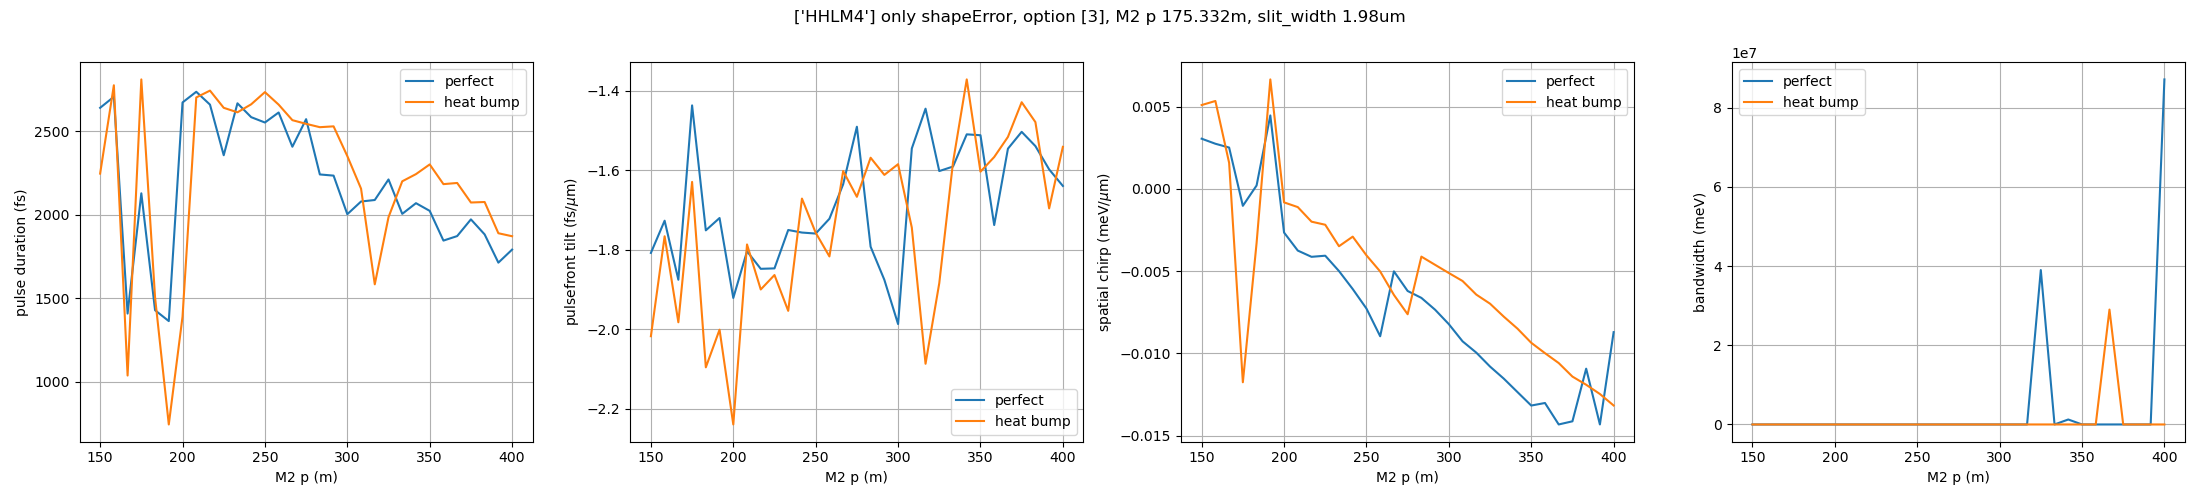 ['HHLM4'] only shapeError, option [3], M2 p 175.332m, slit_width 1.98um
pulse duration (fs)
2500
2000
1500
1000
150 200 250 300 350 400
M2 p (m)
perfect
heat bump
pulsefront tilt (fs/μm)
−1.4
−1.6
−1.8
−2.0
−2.2
150 200 250 300 350 400
M2 p (m)
perfect
heat bump
spatial chirp (meV/μm)
0.005
0.000
−0.005
−0.010
−0.015
150 200 250 300 350 400
M2 p (m)
perfect
heat bump
1e7
bandwidth (meV)
8
6
4
2
0
150 200 250 300 350 400
M2 p (m)
perfect
heat bump